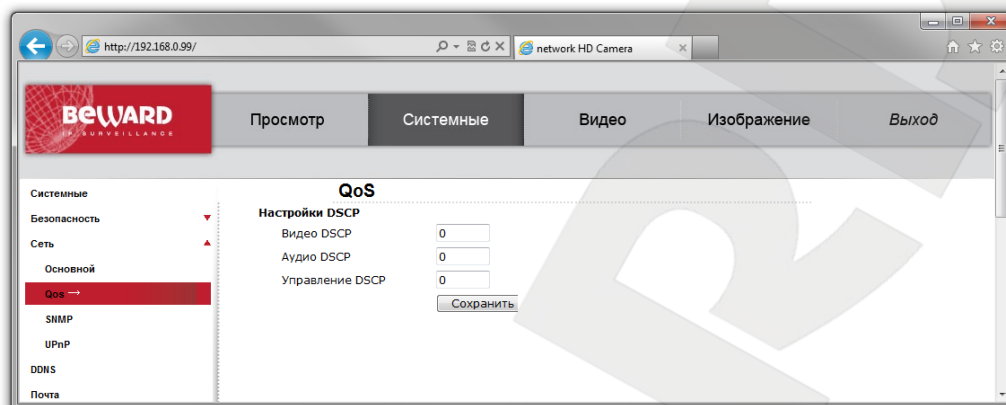 http://192.168.0.99/
network HD Camera
BEWARD
IP SURVEILLANCE
Просмотр
Системные
Видео
Изображение
Выход
Системные
Безопасность
Сеть
Основной
Qos →
SNMP
UPnP
DDNS
Почта
QoS
Настройки DSCP
Видео DSCP 0
Аудио DSCP 0
Управление DSCP 0
Сохранить